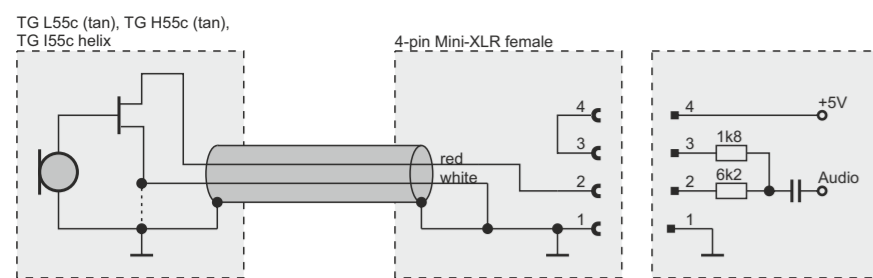 TG L55c (tan), TG H55c (tan),
TG I55c helix
4-pin Mini-XLR female
red
white
4
3
2
1
4
3
2
1
1k8
6k2
+5V
Audio